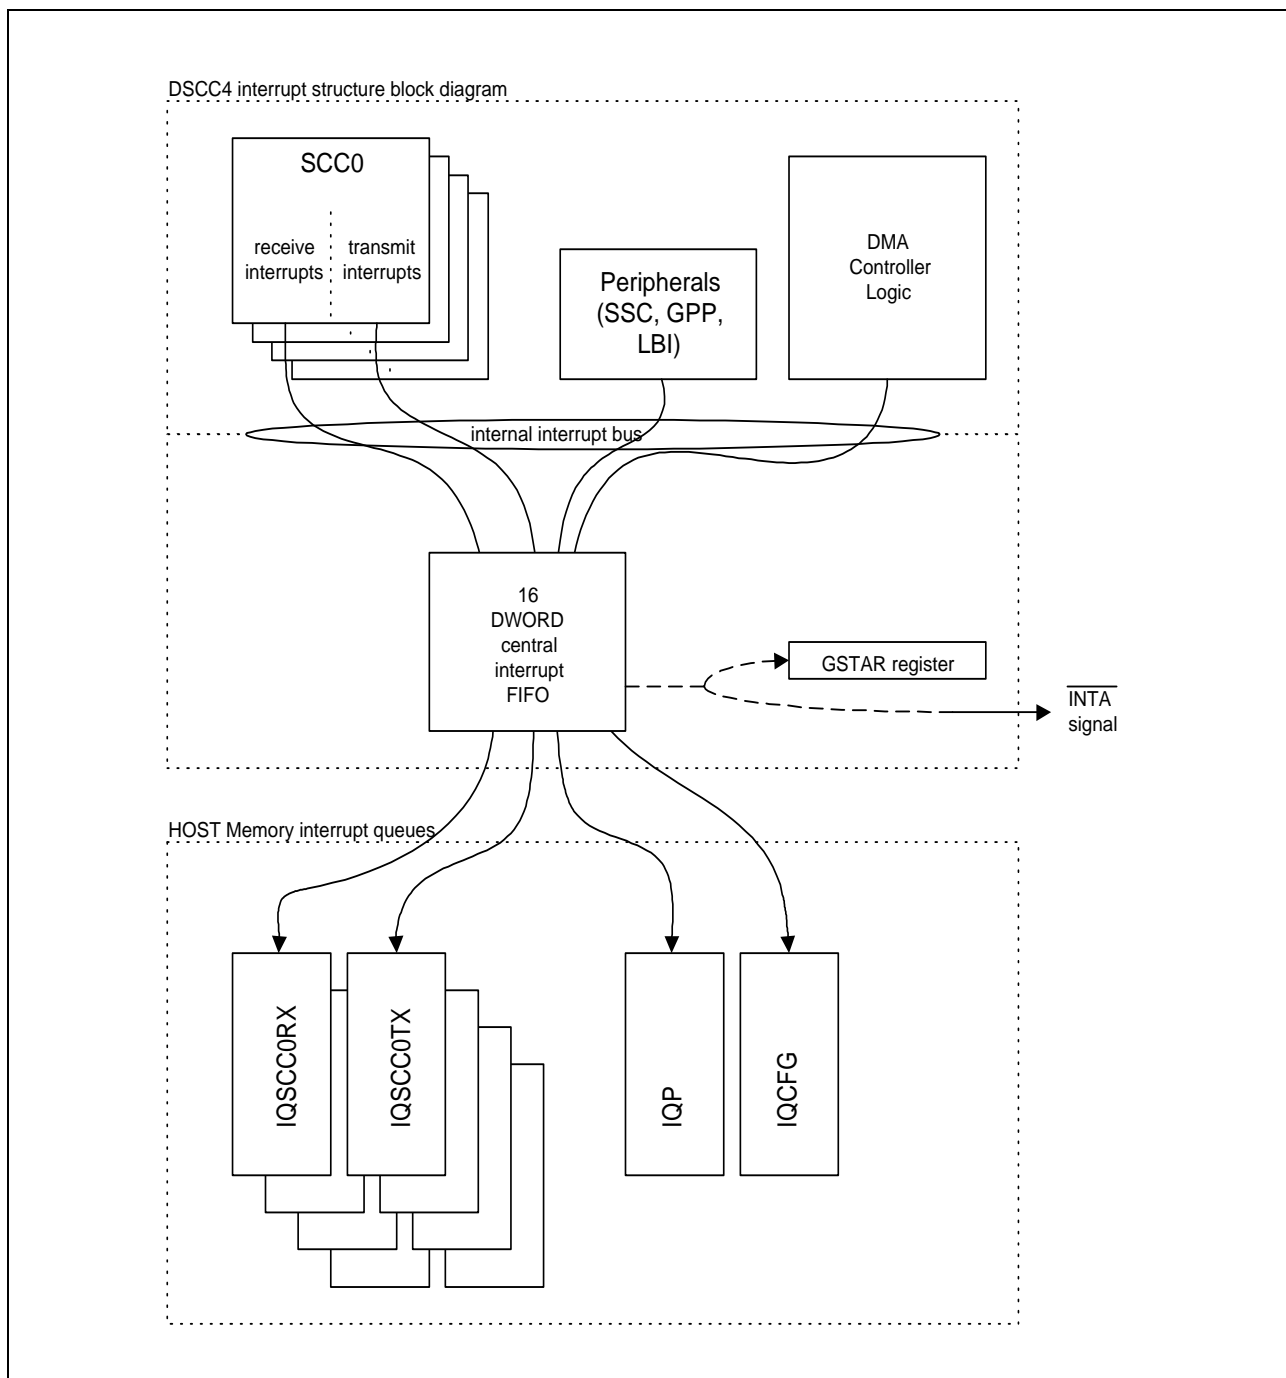 DSCC4 interrupt structure block diagram
SCC0
receive
interrupts
transmit
interrupts
Peripherals
(SSC, GPP,
LBI)
DMA
Controller
Logic
internal interrupt bus
16
DWORD
central
interrupt
FIFO
GSTAR register
INTA
signal
HOST Memory interrupt queues
IQSCC0RX
IQSCC0TX
IQP
IQCFG